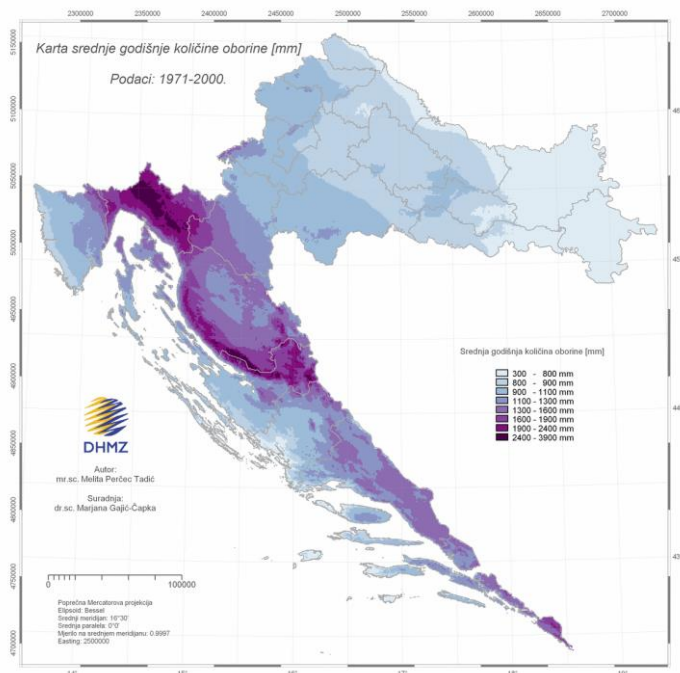 2300000 2350000 2400000 2450000 2500000 2550000 2600000 2650000 2700000
Karta srednje godišnje količine oborine [mm]
Podaci: 1971-2000.
5150000
5100000
5050000
5000000
4950000
4900000
4850000
4800000
4750000
4700000
Srednja godišnja količina oborine [mm]
300 - 800 mm
800 - 900 mm
900 - 1100 mm
1100 - 1300 mm
1300 - 1600 mm
1600 - 1900 mm
1900 - 2400 mm
2400 - 3900 mm
DHMZ
Autor:
mr.sc. Melita Perčec Tadić
Suradnja:
dr.sc. Marjana Gajić-Čapka
0 100000
Poprečna Mercatorova projekcija
Elipsoid: Bessel
Srednji meridijan: 16°30'
Srednja paralela: 0°0'
Mjerilo na srednjem meridijanu: 0.9997
Easting: 2500000